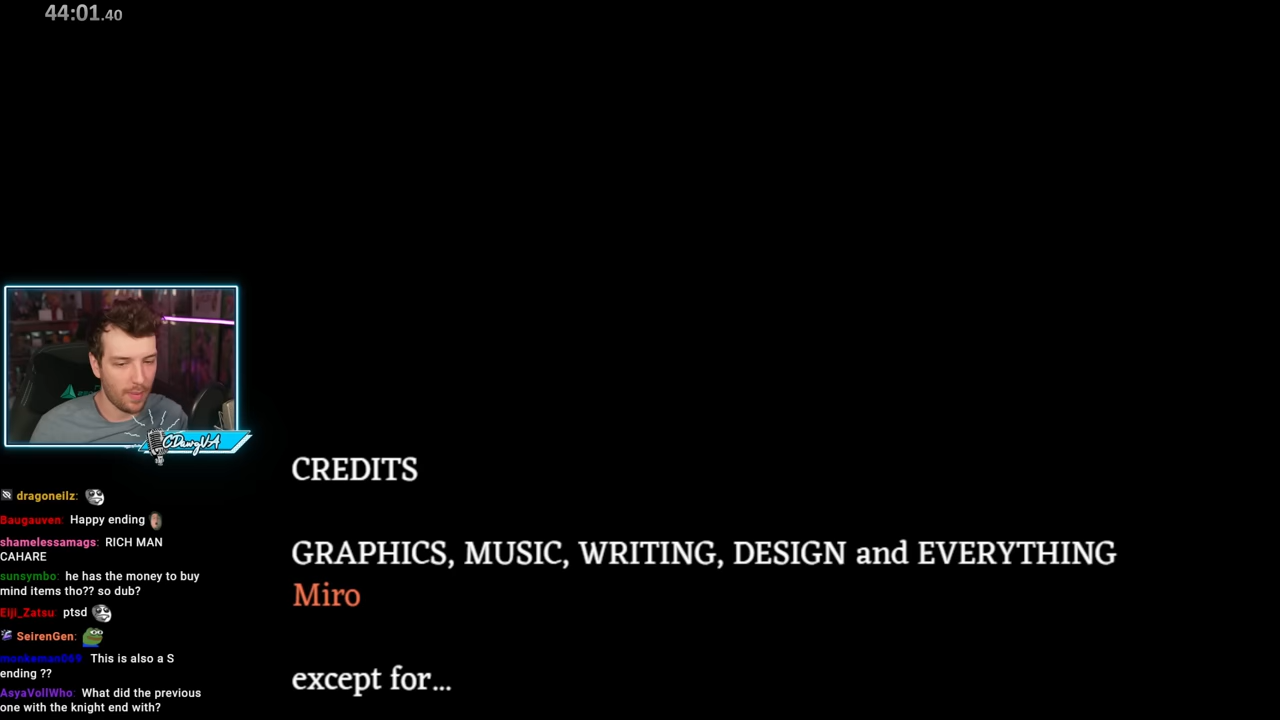 44:01.40
CDawgVA
dragoneilz:
Baugauven: Happy ending
shamelessamags: RICH MAN
CAHARE
sunsymbo: he has the money to buy
mind items tho?? so dub?
Eiji_Zatsu: ptsd
SeirenGen:
monkeman069: This is also a S
ending ??
AsyaVollWho: What did the previous
one with the knight end with?
CREDITS
GRAPHICS, MUSIC, WRITING, DESIGN and EVERYTHING
Miro
except for...